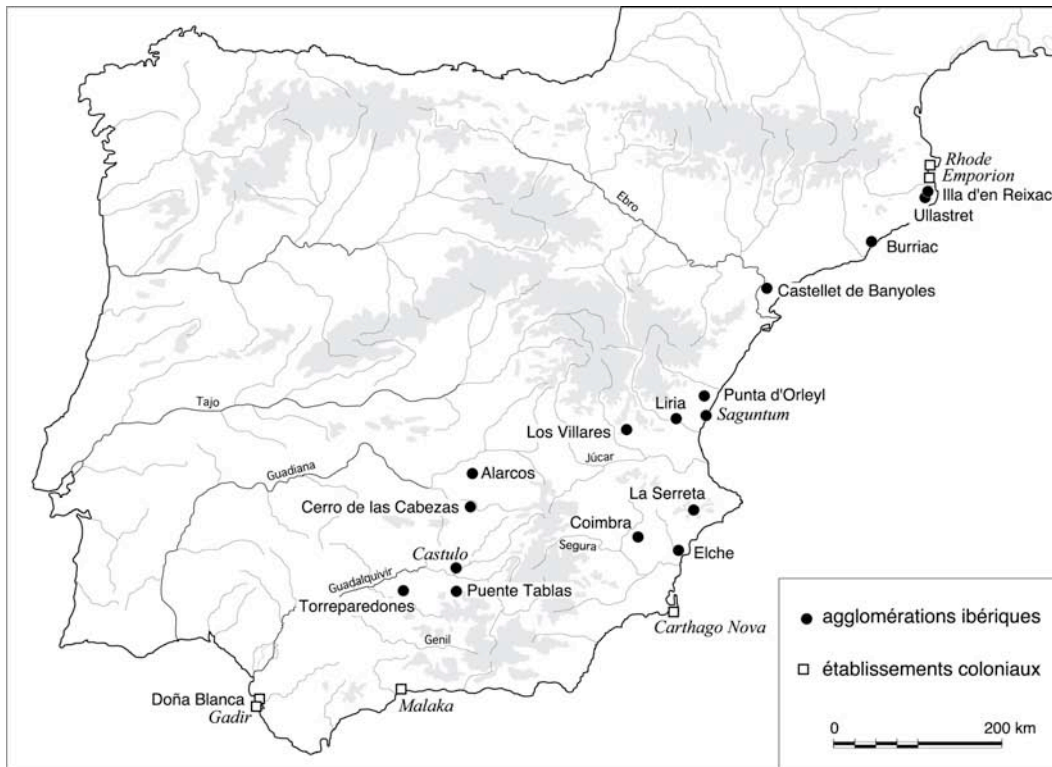 Rhode
Emporion
Illa d'en Reixac
Ullastret
Ebro
Burriac
Castellet de Banyoles
Punta d'Orleyl
Tajo
Liria
Saguntum
Los Villares
Júcar
Guadiana
Alarcos
La Serreta
Cerro de las Cabezas
Coimbra
Segura
Elche
Castulo
Guadalquivir
Puente Tablas
Torreparedones
Carthago Nova
Genil
Doña Blanca
Gadir
Malaka
agglomérations ibériques
établissements coloniaux
0 200 km